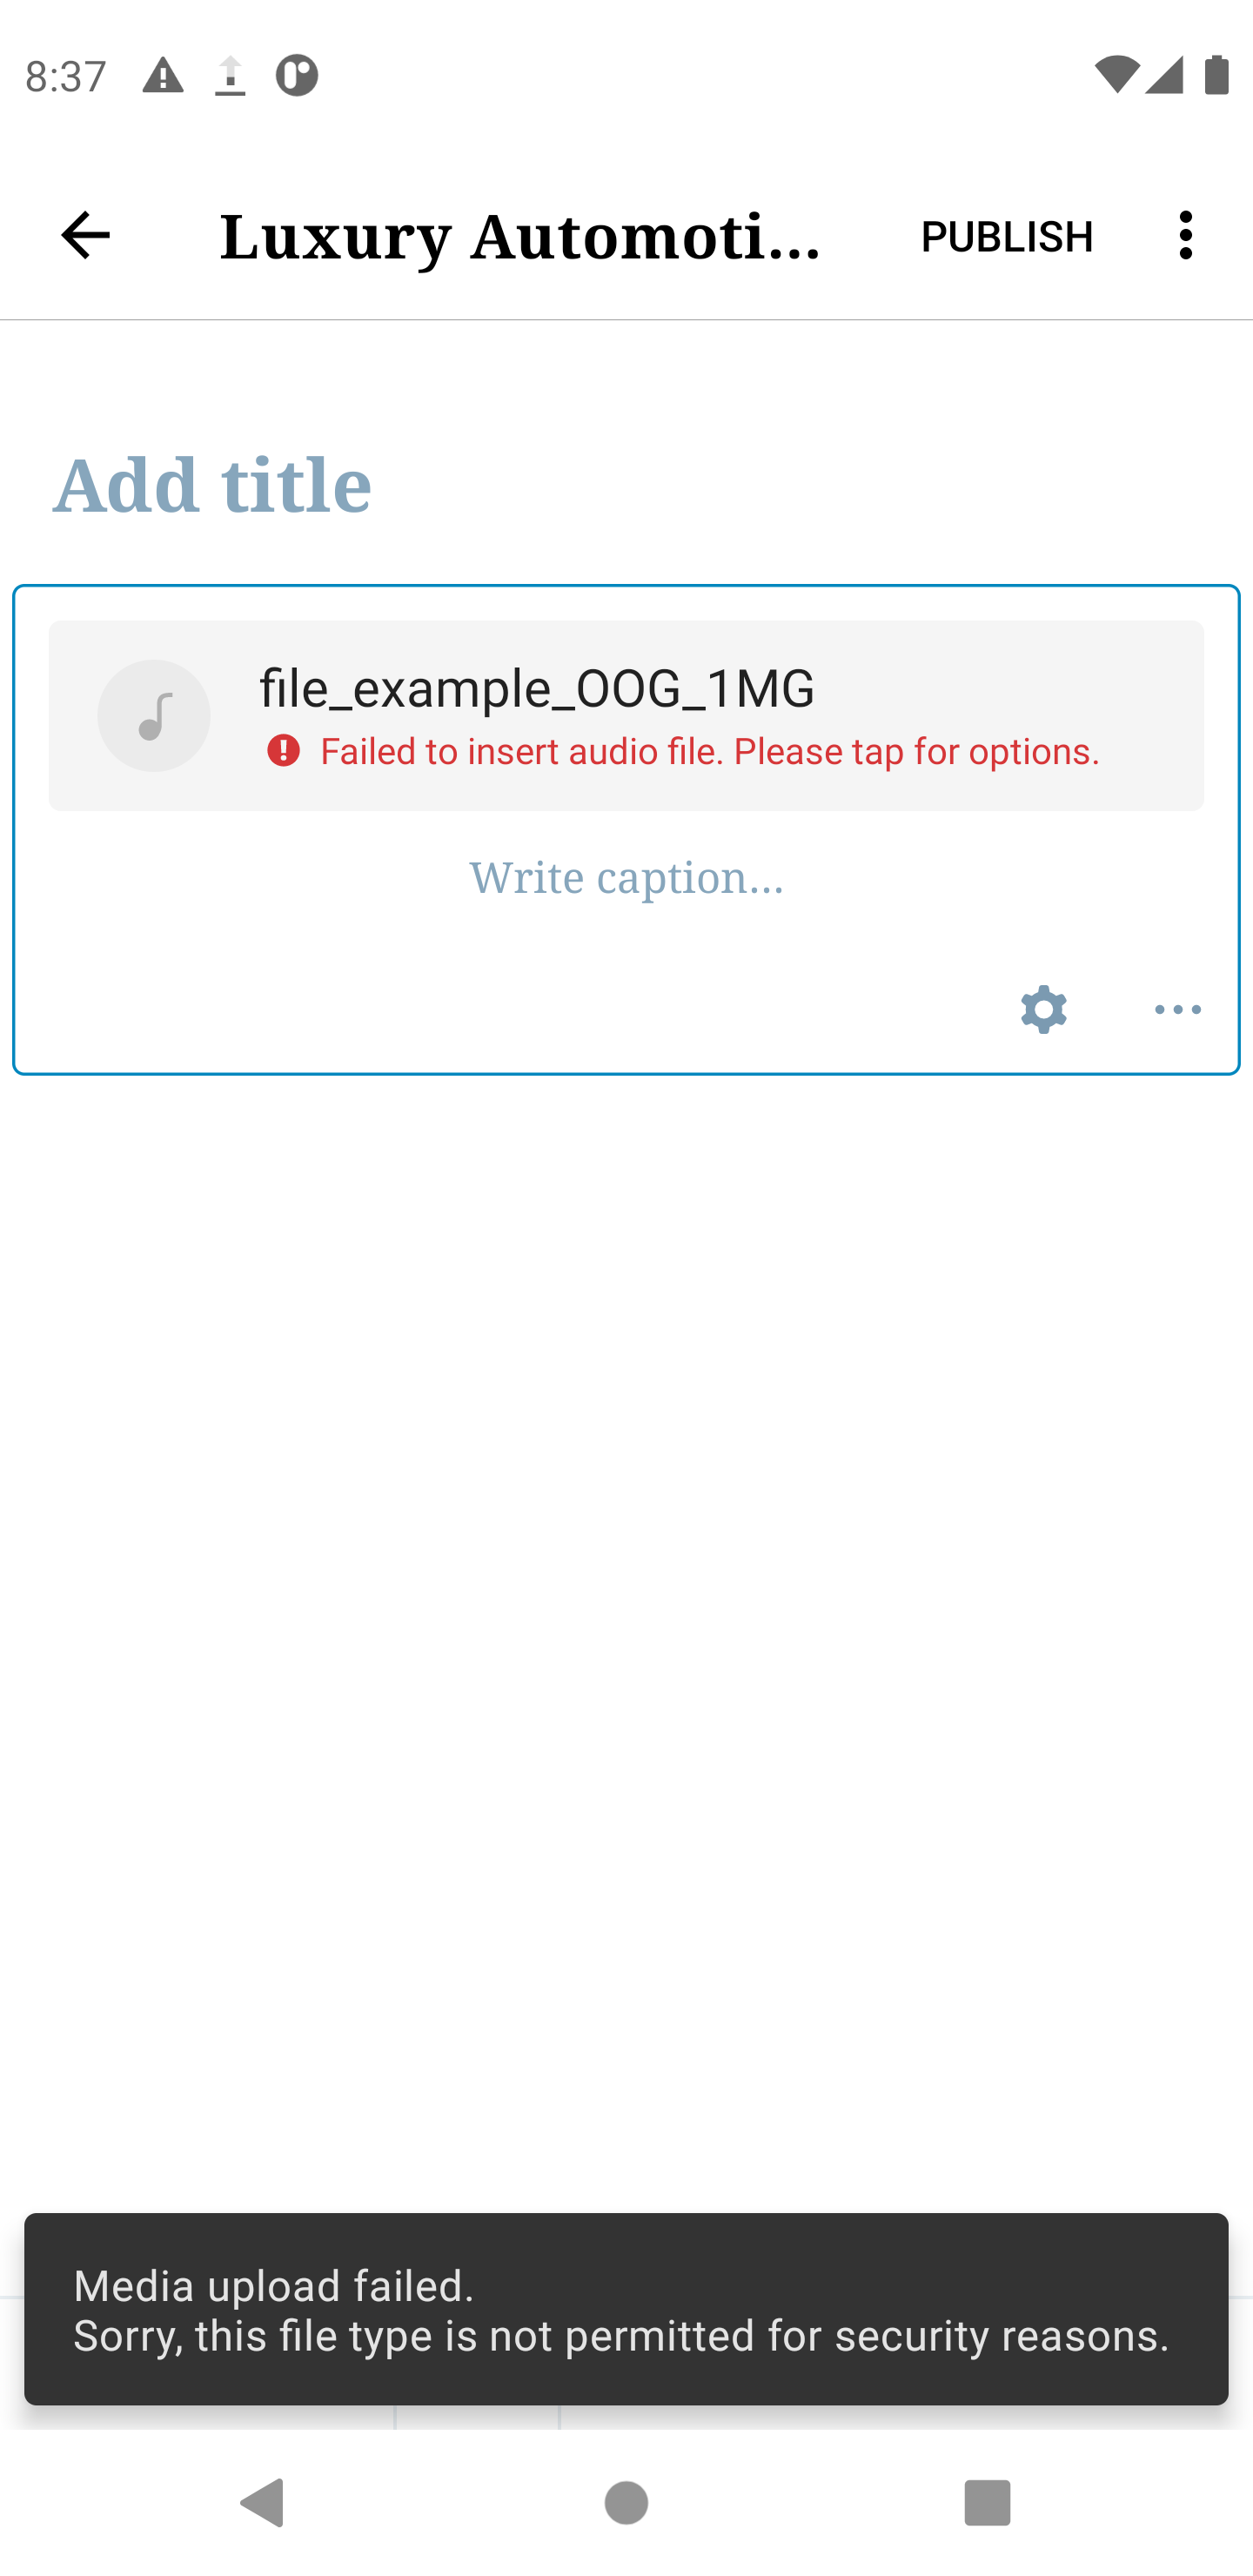 8:37
Luxury Automoti...
PUBLISH
Add title
file_example_OOG_1MG
Failed to insert audio file. Please tap for options.
Write caption...
Media upload failed.
Sorry, this file type is not permitted for security reasons.